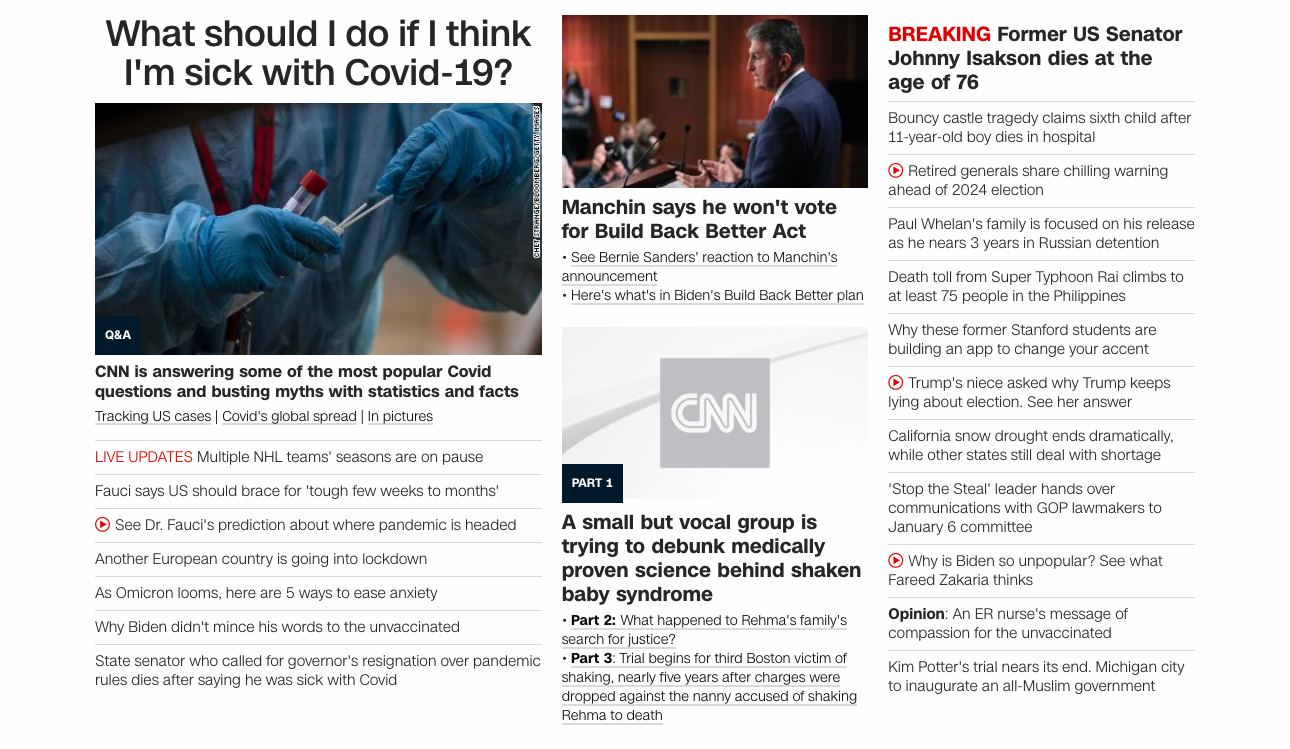 What should I do if I think
I'm sick with Covid-19?
CHET STRANGE/BLOOMBERG/GETTY IMAGES
Q&A
CNN is answering some of the most popular Covid
questions and busting myths with statistics and facts
Tracking US cases | Covid's global spread | In pictures
LIVE UPDATES Multiple NHL teams' seasons are on pause
Fauci says US should brace for 'tough few weeks to months'
See Dr. Fauci's prediction about where pandemic is headed
Another European country is going into lockdown
As Omicron looms, here are 5 ways to ease anxiety
Why Biden didn't mince his words to the unvaccinated
State senator who called for governor's resignation over pandemic
rules dies after saying he was sick with Covid
Manchin says he won't vote
for Build Back Better Act
• See Bernie Sanders' reaction to Manchin's
announcement
• Here's what's in Biden's Build Back Better plan
CNN
PART 1
A small but vocal group is
trying to debunk medically
proven science behind shaken
baby syndrome
• Part 2: What happened to Rehma's family's
search for justice?
• Part 3: Trial begins for third Boston victim of
shaking, nearly five years after charges were
dropped against the nanny accused of shaking
Rehma to death
BREAKING Former US Senator
Johnny Isakson dies at the
age of 76
Bouncy castle tragedy claims sixth child after
11-year-old boy dies in hospital
Retired generals share chilling warning
ahead of 2024 election
Paul Whelan's family is focused on his release
as he nears 3 years in Russian detention
Death toll from Super Typhoon Rai climbs to
at least 75 people in the Philippines
Why these former Stanford students are
building an app to change your accent
Trump's niece asked why Trump keeps
lying about election. See her answer
California snow drought ends dramatically,
while other states still deal with shortage
'Stop the Steal' leader hands over
communications with GOP lawmakers to
January 6 committee
Why is Biden so unpopular? See what
Fareed Zakaria thinks
Opinion: An ER nurse's message of
compassion for the unvaccinated
Kim Potter's trial nears its end. Michigan city
to inaugurate an all-Muslim government